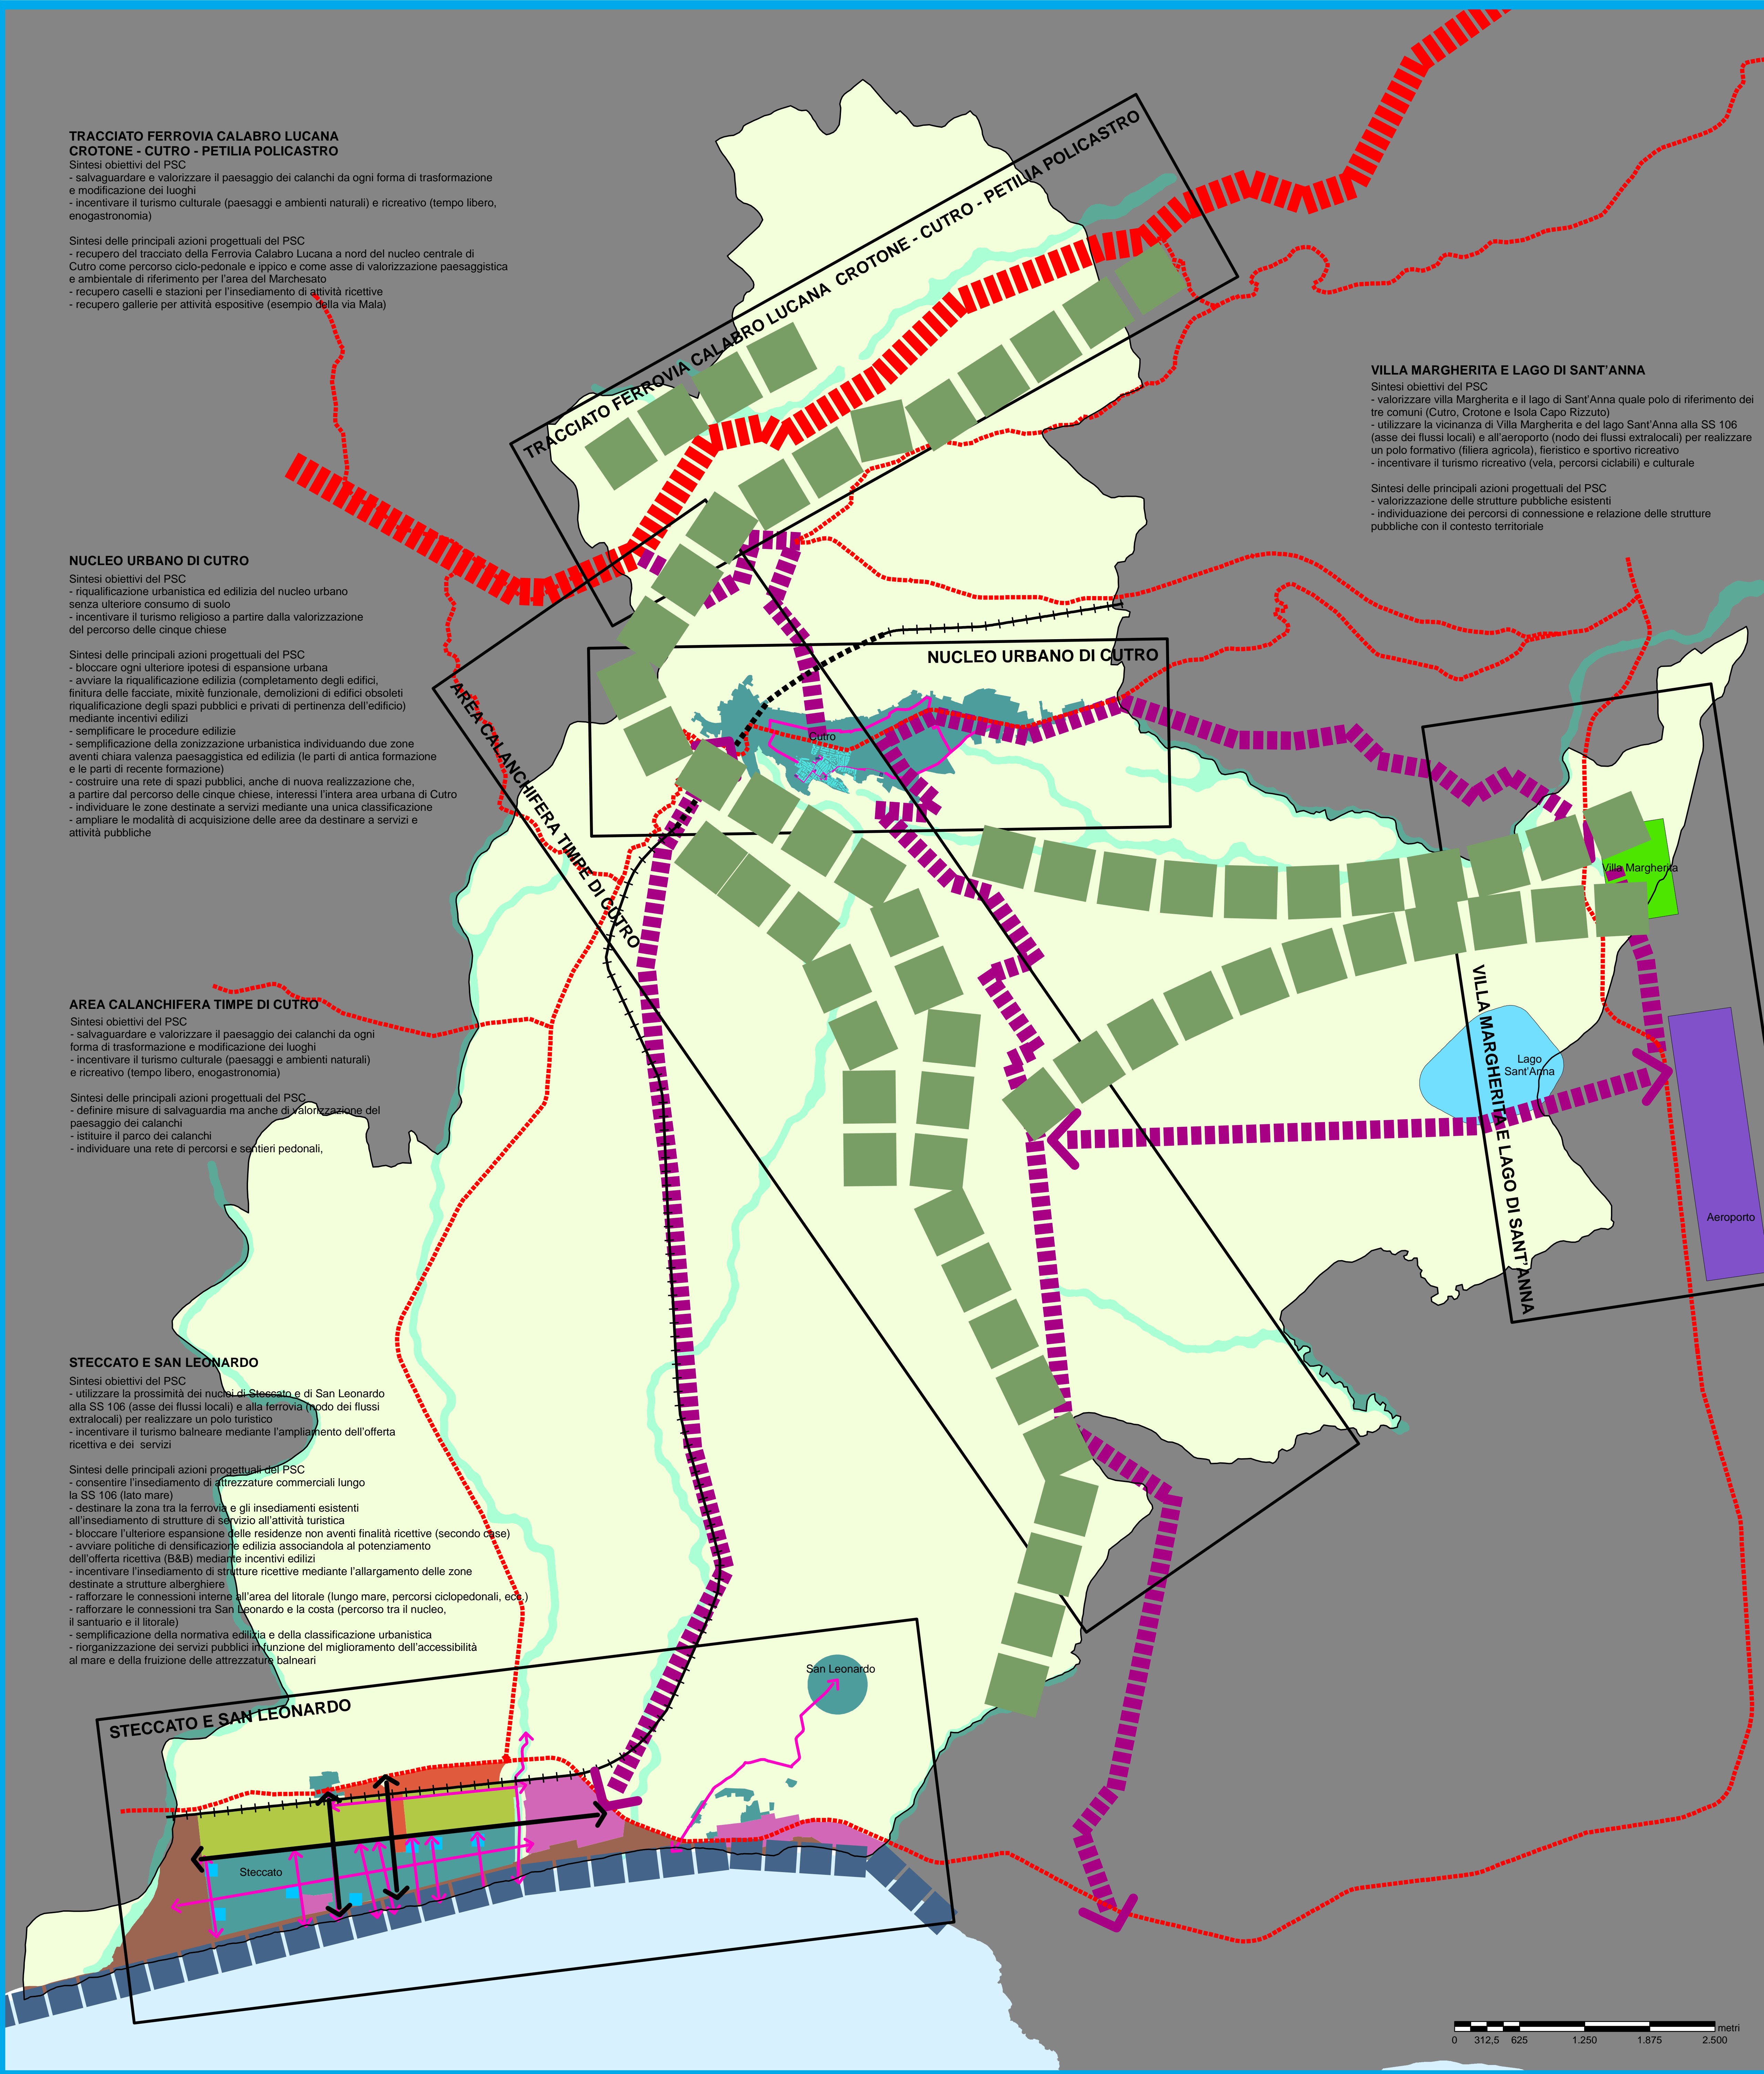 TRACCIATO FERROVIA CALABRO LUCANA
CROTONE - CUTRO - PETILIA POLICASTRO
Sintesi obiettivi del PSC
- salvaguardare e valorizzare il paesaggio dei calanchi da ogni forma di trasformazione
e modificazione dei luoghi
- incentivare il turismo culturale (paesaggi e ambienti naturali) e ricreativo (tempo libero,
enogastronomia)
Sintesi delle principali azioni progettuali del PSC
- recupero del tracciato della Ferrovia Calabro Lucana a nord del nucleo centrale di
Cutro come percorso ciclo-pedonale e ippico e come asse di valorizzazione paesaggistica
e ambientale di riferimento per l'area del Marchesato
- recupero caselli e stazioni per l'insediamento di attività ricettive
- recupero gallerie per attività espositive (esempio della via Mala)
TRACCIATO FERROVIA CALABRO LUCANA CROTONE - CUTRO - PETILIA POLICASTRO
VILLA MARGHERITA E LAGO DI SANT'ANNA
Sintesi obiettivi del PSC
- valorizzare villa Margherita e il lago di Sant'Anna quale polo di riferimento dei
tre comuni (Cutro, Crotone e Isola Capo Rizzuto)
- utilizzare la vicinanza di Villa Margherita e del lago Sant'Anna alla SS 106
(asse dei flussi locali) e all'aeroporto (nodo dei flussi extralocali) per realizzare
un polo formativo (filiera agricola), fieristico e sportivo ricreativo
- incentivare il turismo ricreativo (vela, percorsi ciclabili) e culturale
Sintesi delle principali azioni progettuali del PSC
- valorizzazione delle strutture pubbliche esistenti
- individuazione dei percorsi di connessione e relazione delle strutture
pubbliche con il contesto territoriale
NUCLEO URBANO DI CUTRO
Sintesi obiettivi del PSC
- riqualificazione urbanistica ed edilizia del nucleo urbano
senza ulteriore consumo di suolo
- incentivare il turismo religioso a partire dalla valorizzazione
del percorso delle cinque chiese
Sintesi delle principali azioni progettuali del PSC
- bloccare ogni ulteriore ipotesi di espansione urbana
- avviare la riqualificazione edilizia (completamento degli edifici,
finitura delle facciate, mixitè funzionale, demolizioni di edifici obsoleti
riqualificazione degli spazi pubblici e privati di pertinenza dell'edificio)
mediante incentivi edilizi
- semplificare le procedure edilizie
- semplificazione della zonizzazione urbanistica individuando due zone
aventi chiara valenza paesaggistica ed edilizia (le parti di antica formazione
e le parti di recente formazione)
- costruire una rete di spazi pubblici, anche di nuova realizzazione che,
a partire dal percorso delle cinque chiese, interessi l'intera area urbana di Cutro
- individuare le zone destinate a servizi mediante una unica classificazione
- ampliare le modalità di acquisizione delle aree da destinare a servizi e
attività pubbliche
NUCLEO URBANO DI CUTRO
Cutro
AREA CALANCHIFERA TIMPE DI CUTRO
Villa Margherita
VILLA MARGHERITA E LAGO DI SANT'ANNA
Lago
Sant'Anna
Aeroporto
AREA CALANCHIFERA TIMPE DI CUTRO
Sintesi obiettivi del PSC
- salvaguardare e valorizzare il paesaggio dei calanchi da ogni
forma di trasformazione e modificazione dei luoghi
- incentivare il turismo culturale (paesaggi e ambienti naturali)
e ricreativo (tempo libero, enogastronomia)
Sintesi delle principali azioni progettuali del PSC
- definire misure di salvaguardia ma anche di valorizzazione del
paesaggio dei calanchi
- istituire il parco dei calanchi
- individuare una rete di percorsi e sentieri pedonali,
STECCATO E SAN LEONARDO
Sintesi obiettivi del PSC
- utilizzare la prossimità dei nuclei di Steccato e di San Leonardo
alla SS 106 (asse dei flussi locali) e alla ferrovia (nodo dei flussi
extralocali) per realizzare un polo turistico
- incentivare il turismo balneare mediante l'ampliamento dell'offerta
ricettiva e dei servizi
Sintesi delle principali azioni progettuali del PSC
- consentire l'insediamento di attrezzature commerciali lungo
la SS 106 (lato mare)
- destinare la zona tra la ferrovia e gli insediamenti esistenti
all'insediamento di strutture di servizio all'attività turistica
- bloccare l'ulteriore espansione delle residenze non aventi finalità ricettive (secondo case)
- avviare politiche di densificazione edilizia associandola al potenziamento
dell'offerta ricettiva (B&B) mediante incentivi edilizi
- incentivare l'insediamento di strutture ricettive mediante l'allargamento delle zone
destinate a strutture alberghiere
- rafforzare le connessioni interne all'area del litorale (lungo mare, percorsi ciclopedonali, ecc.)
- rafforzare le connessioni tra San Leonardo e la costa (percorso tra il nucleo,
il santuario e il litorale)
- semplificazione della normativa edilizia e della classificazione urbanistica
- riorganizzazione dei servizi pubblici in funzione del miglioramento dell'accessibilità
al mare e della fruizione delle attrezzature balneari
San Leonardo
STECCATO E SAN LEONARDO
Steccato
metri
0 312,5 625 1.250 1.875 2.500